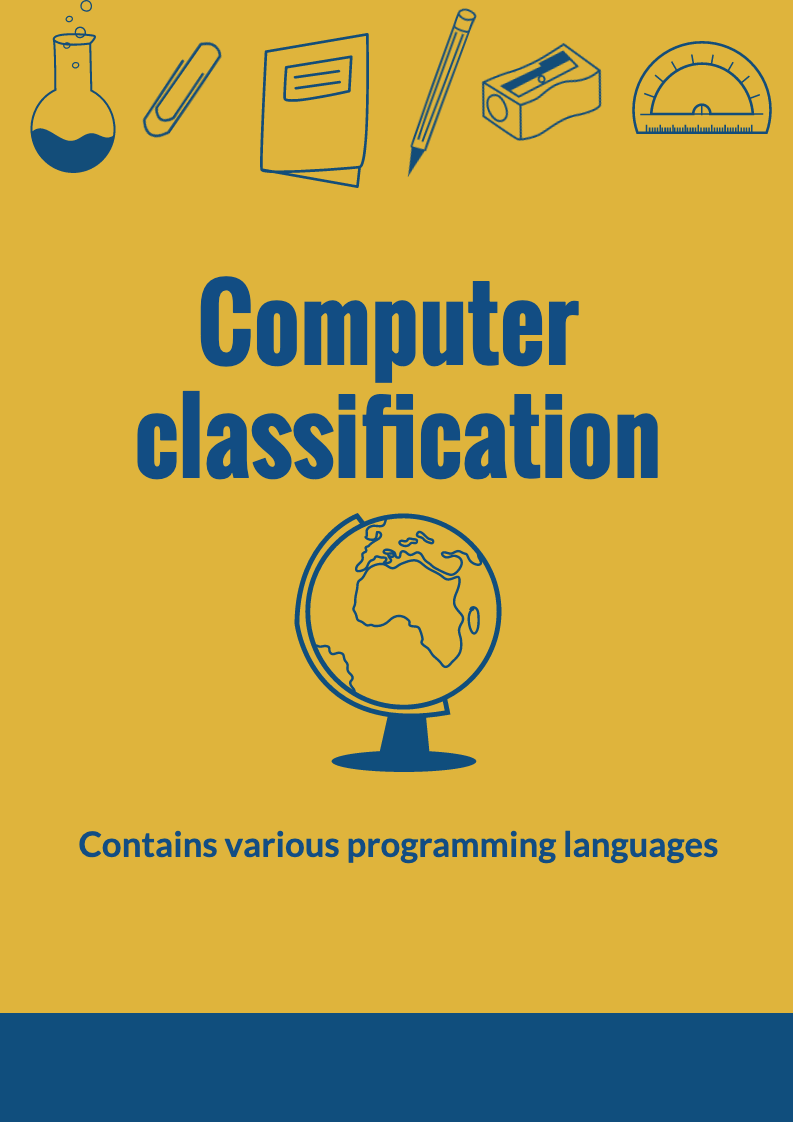 Computer
classification
Contains various programming languages